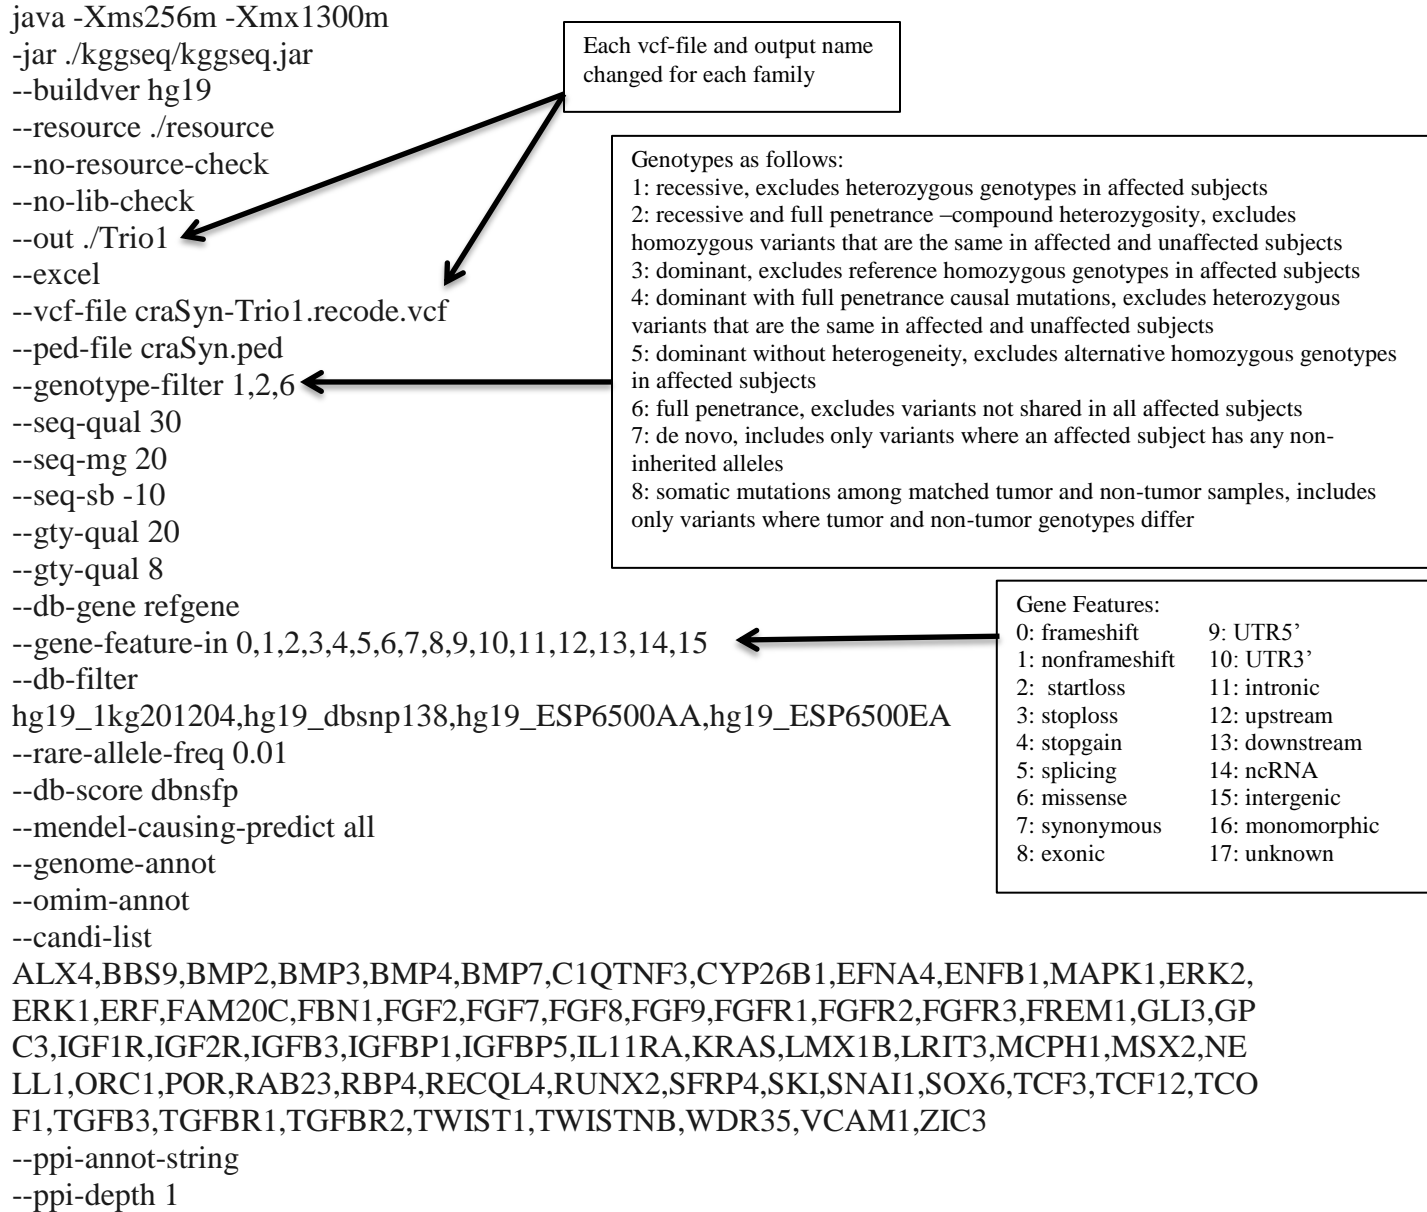 java -Xms256m -Xmx1300m
-jar ./kggseq/kggseq.jar
--buildver hg19
--resource ./resource
--no-resource-check
--no-lib-check
--out ./Trio1
--excel
--vcf-file craSyn-Trio1.recode.vcf
--ped-file craSyn.ped
--genotype-filter 1,2,6
--seq-qual 30
--seq-mg 20
--seq-sb -10
--gty-qual 20
--gty-qual 8
--db-gene refgene
--gene-feature-in 0,1,2,3,4,5,6,7,8,9,10,11,12,13,14,15
--db-filter
hg19_1kg201204,hg19_dbsnp138,hg19_ESP6500AA,hg19_ESP6500EA
--rare-allele-freq 0.01
--db-score dbnsfp
--mendel-causing-predict all
--genome-annot
--omim-annot
--candi-list
ALX4,BBS9,BMP2,BMP3,BMP4,BMP7,C1QTNF3,CYP26B1,EFNA4,ENFB1,MAPK1,ERK2,
ERK1,ERF,FAM20C,FBN1,FGF2,FGF7,FGF8,FGF9,FGFR1,FGFR2,FGFR3,FREM1,GLI3,GP
C3,IGF1R,IGF2R,IGFB3,IGFBP1,IGFBP5,IL11RA,KRAS,LMX1B,LRIT3,MCPH1,MSX2,NE
LL1,ORC1,POR,RAB23,RBP4,RECQL4,RUNX2,SFRP4,SKI,SNAI1,SOX6,TCF3,TCF12,TCO
F1,TGFB3,TGFBR1,TGFBR2,TWIST1,TWISTNB,WDR35,VCAM1,ZIC3
--ppi-annot-string
--ppi-depth 1
Each vcf-file and output name
changed for each family
Genotypes as follows:
1: recessive, excludes heterozygous genotypes in affected subjects
2: recessive and full penetrance –compound heterozygosity, excludes
homozygous variants that are the same in affected and unaffected subjects
3: dominant, excludes reference homozygous genotypes in affected subjects
4: dominant with full penetrance causal mutations, excludes heterozygous
variants that are the same in affected and unaffected subjects
5: dominant without heterogeneity, excludes alternative homozygous genotypes
in affected subjects
6: full penetrance, excludes variants not shared in all affected subjects
7: de novo, includes only variants where an affected subject has any non-
inherited alleles
8: somatic mutations among matched tumor and non-tumor samples, includes
only variants where tumor and non-tumor genotypes differ
Gene Features:
0: frameshift
1: nonframeshift
2: startloss
3: stoploss
4: stopgain
5: splicing
6: missense
7: synonymous
8: exonic
9: UTR5’
10: UTR3’
11: intronic
12: upstream
13: downstream
14: ncRNA
15: intergenic
16: monomorphic
17: unknown